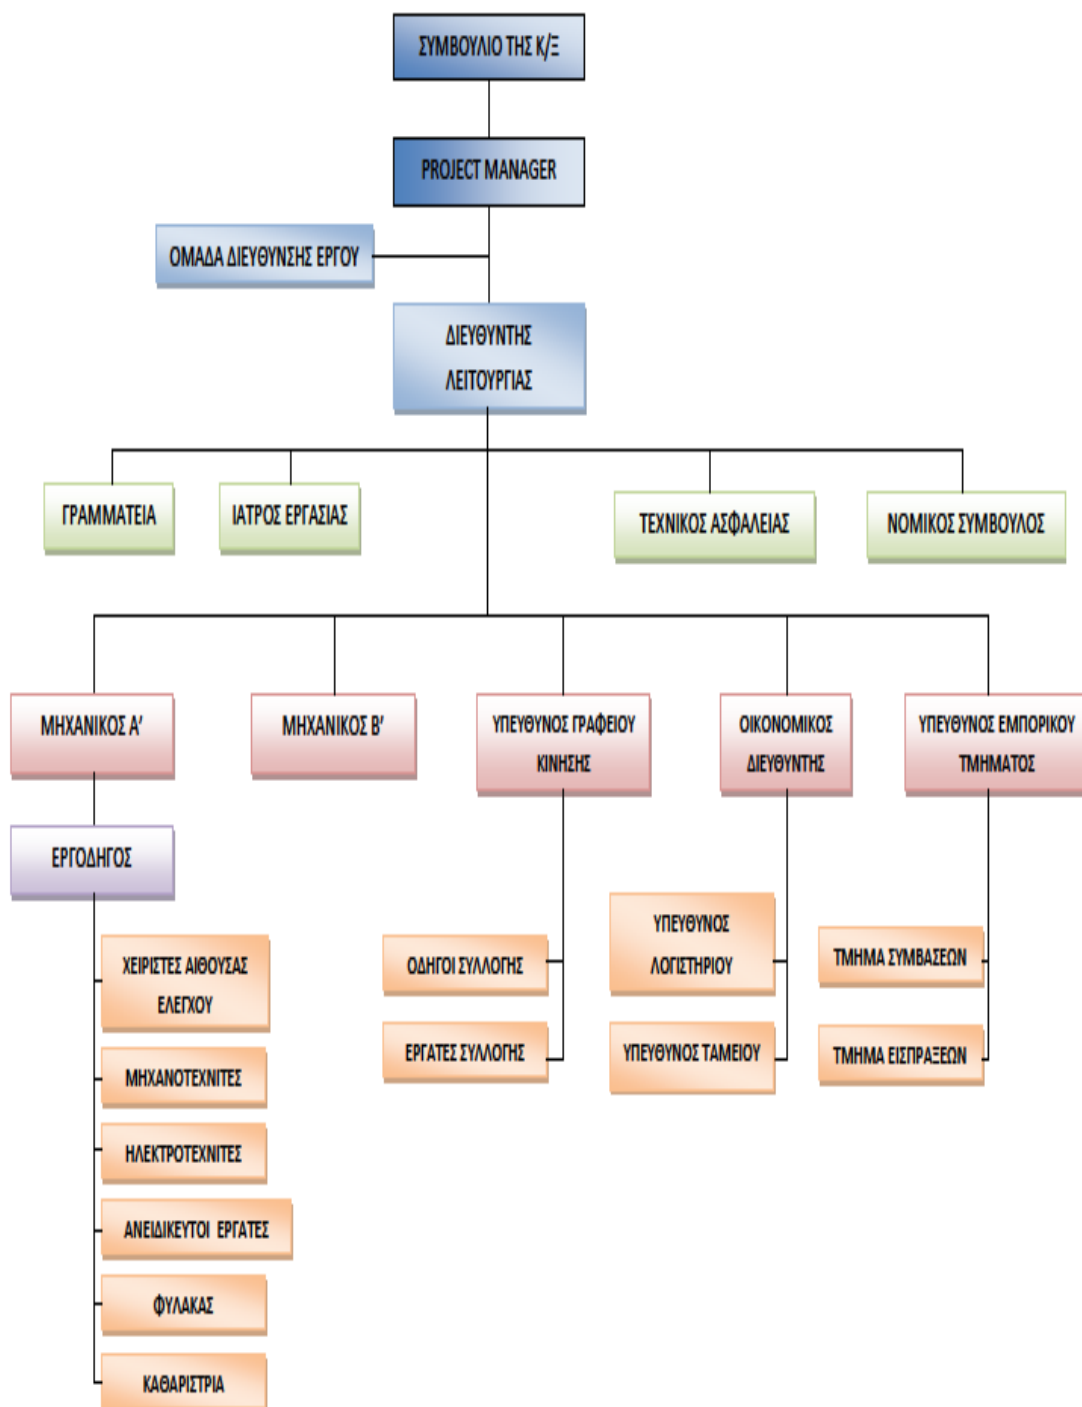 ΣΥΜΒΟΥΛΙΟ ΤΗΣ Κ/Ξ
PROJECT MANAGER
ΟΜΑΔΑ ΔΙΕΥΘΥΝΣΗΣ ΕΡΓΟΥ
ΔΙΕΥΘΥΝΤΗΣ
ΛΕΙΤΟΥΡΓΙΑΣ
ΓΡΑΜΜΑΤΕΙΑ
ΙΑΤΡΟΣ ΕΡΓΑΣΙΑΣ
ΤΕΧΝΙΚΟΣ ΑΣΦΑΛΕΙΑΣ
ΝΟΜΙΚΟΣ ΣΥΜΒΟΥΛΟΣ
ΜΗΧΑΝΙΚΟΣ Α'
ΜΗΧΑΝΙΚΟΣ Β'
ΥΠΕΥΘΥΝΟΣ ΓΡΑΦΕΙΟΥ
ΚΙΝΗΣΗΣ
ΟΙΚΟΝΟΜΙΚΟΣ
ΔΙΕΥΘΥΝΤΗΣ
ΥΠΕΥΘΥΝΟΣ ΕΜΠΟΡΙΚΟΥ
ΤΜΗΜΑΤΟΣ
ΕΡΓΟΔΗΓΟΣ
ΧΕΙΡΙΣΤΕΣ ΑΙΘΟΥΣΑΣ
ΕΛΕΓΧΟΥ
ΜΗΧΑΝΟΤΕΧΝΙΤΕΣ
ΗΛΕΚΤΡΟΤΕΧΝΙΤΕΣ
ΑΝΕΙΔΙΚΕΥΤΟΙ ΕΡΓΑΤΕΣ
ΦΥΛΑΚΑΣ
ΚΑΘΑΡΙΣΤΡΙΑ
ΟΔΗΓΟΙ ΣΥΛΛΟΓΗΣ
ΕΡΓΑΤΕΣ ΣΥΛΛΟΓΗΣ
ΥΠΕΥΘΥΝΟΣ
ΛΟΓΙΣΤΗΡΙΟΥ
ΥΠΕΥΘΥΝΟΣ ΤΑΜΕΙΟΥ
ΤΜΗΜΑ ΣΥΜΒΑΣΕΩΝ
ΤΜΗΜΑ ΕΙΣΠΡΑΞΕΩΝ